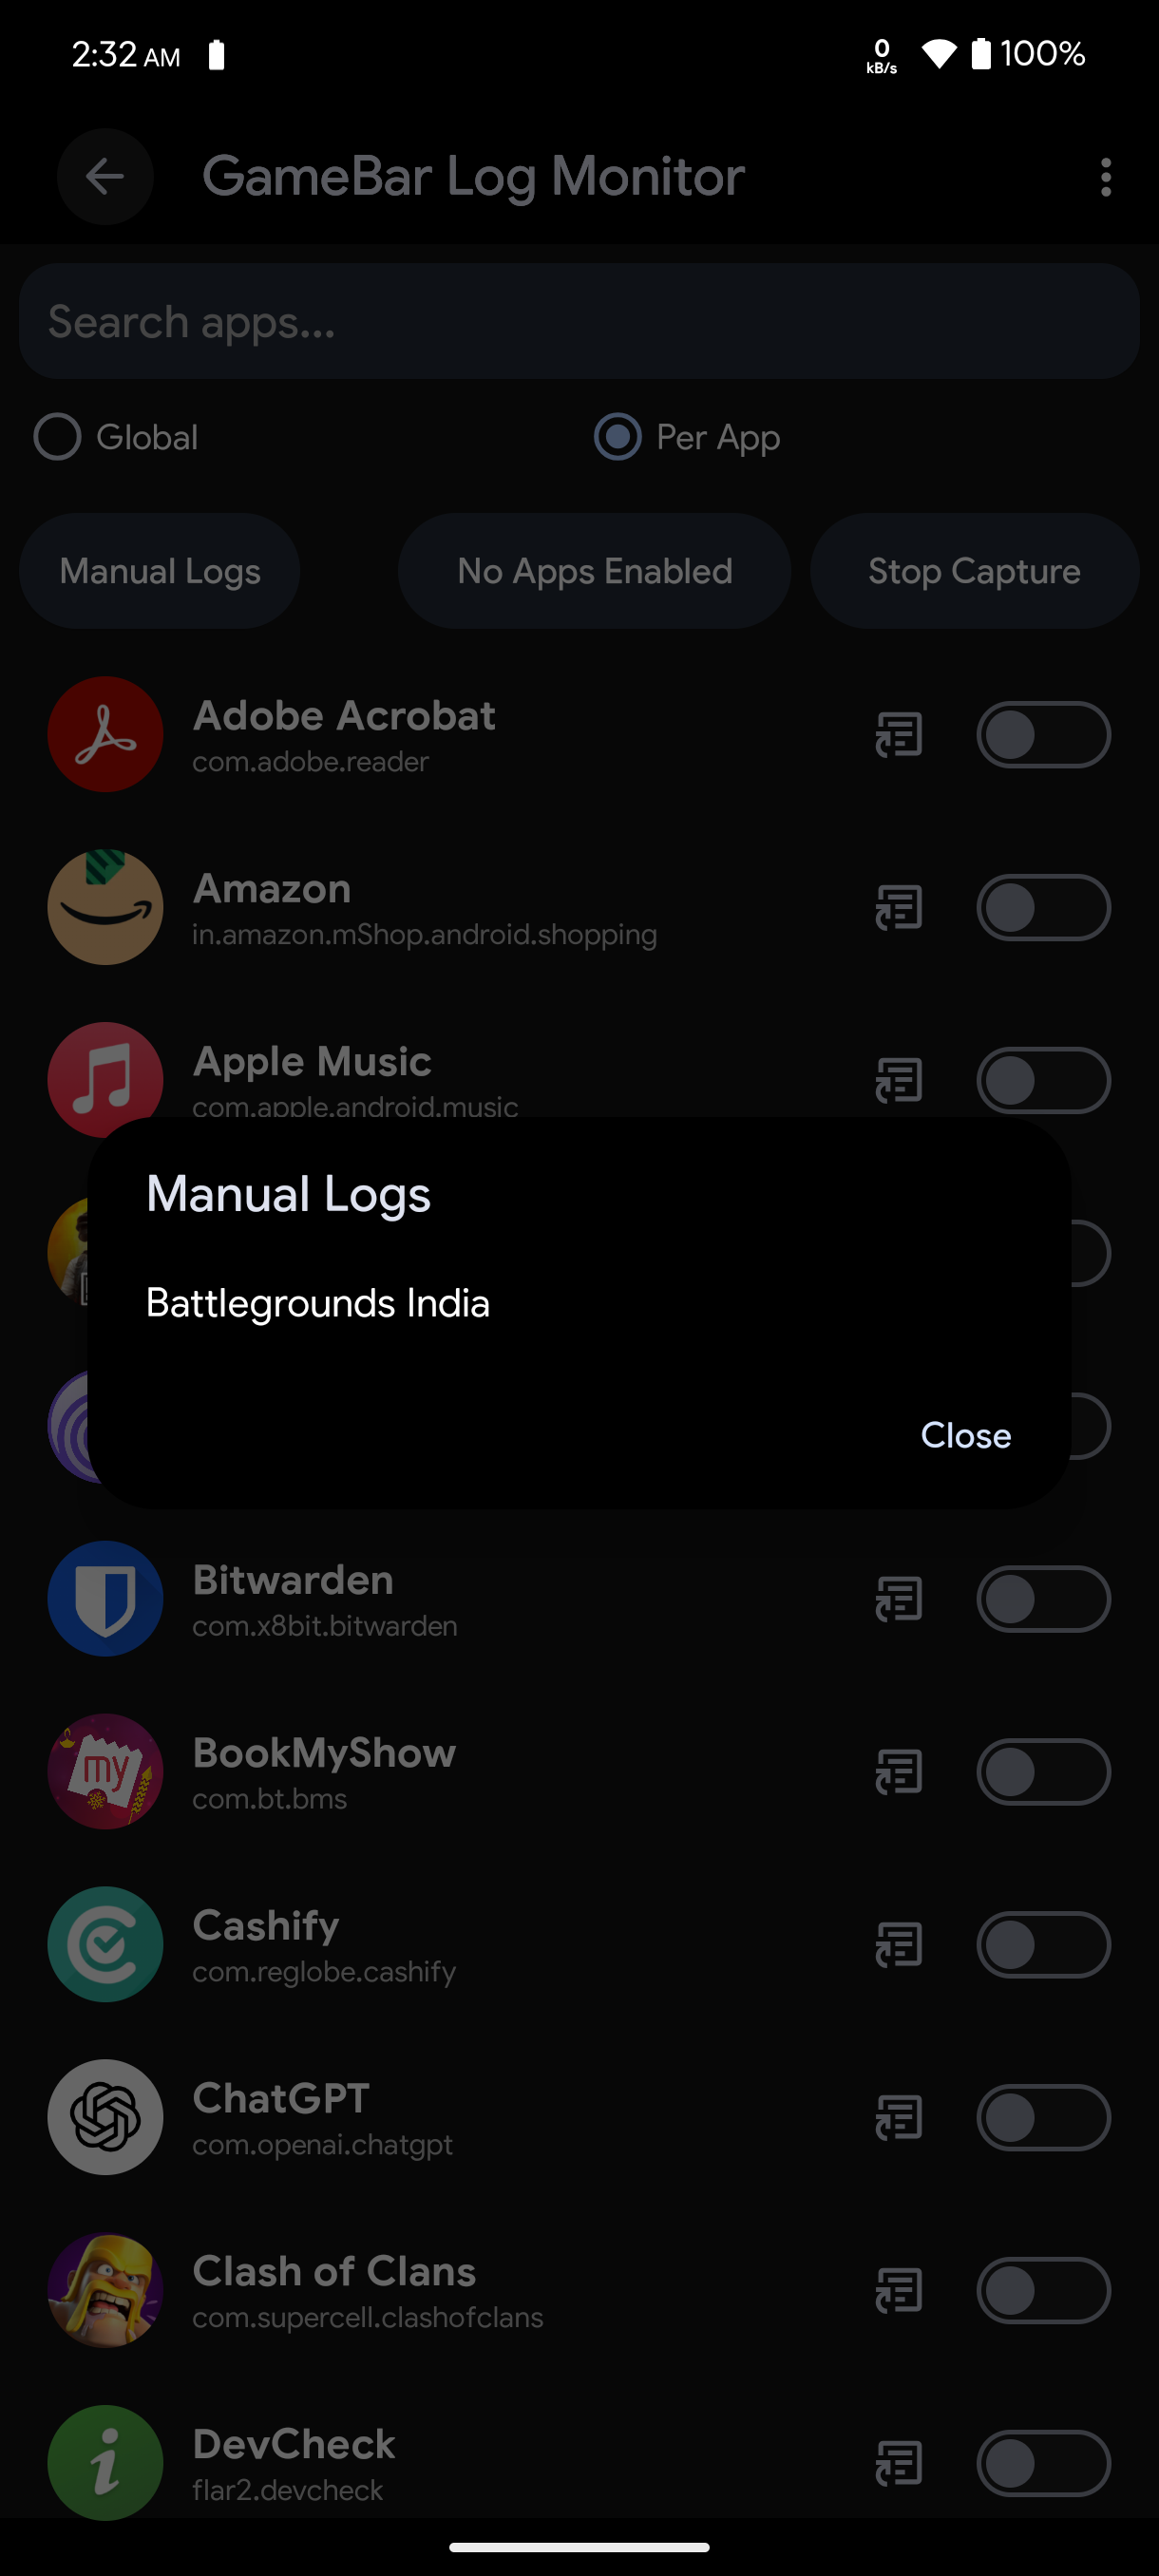 2:32 AM
0
kB/s
100%
GameBar Log Monitor
Search apps...
Global
Per App
Manual Logs
No Apps Enabled
Stop Capture
Adobe Acrobat
com.adobe.reader
Amazon
in.amazon.mShop.android.shopping
Apple Music
com.apple.android.music
Manual Logs
Battlegrounds India
Close
Bitwarden
com.x8bit.bitwarden
my
BookMyShow
com.bt.bms
Cashify
com.reglobe.cashify
ChatGPT
com.openai.chatgpt
Clash of Clans
com.supercell.clashofclans
DevCheck
flar2.devcheck